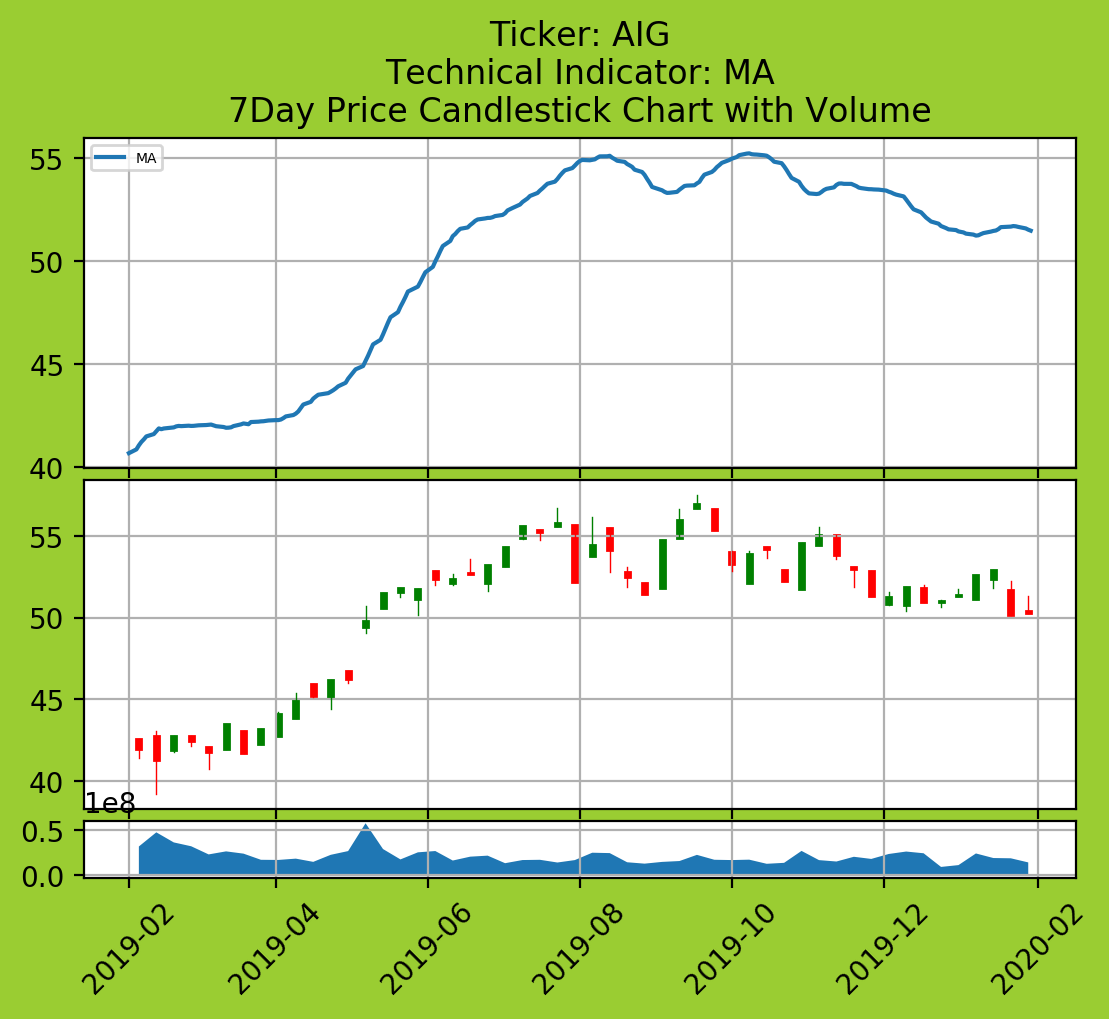 Ticker: AIG
Technical Indicator: MA
7Day Price Candlestick Chart with Volume
MA
55
50
45
40
55
50
45
40
1e8
0.5
0.0
2019-02 2019-04 2019-06 2019-08 2019-10 2019-12 2020-02